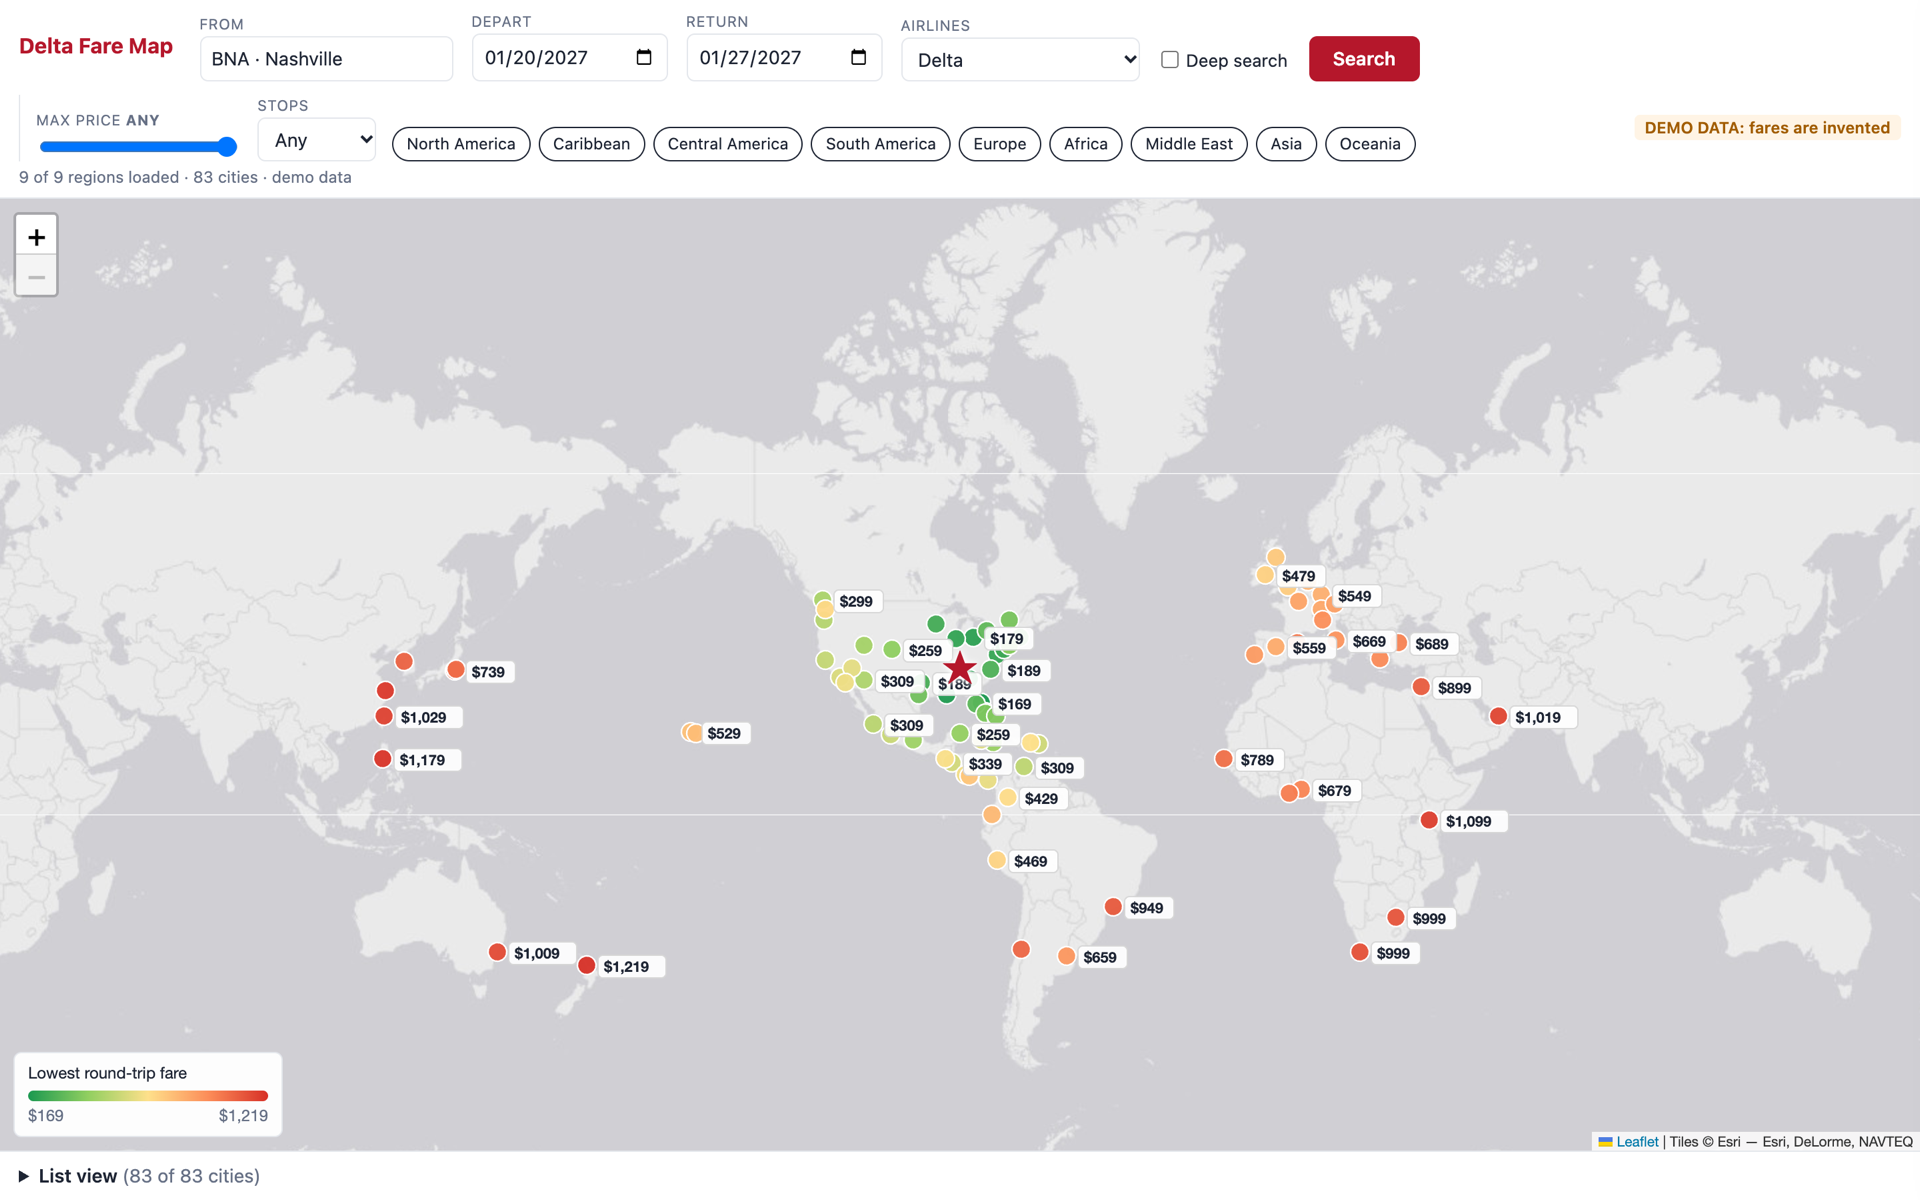 Delta Fare Map
FROM
BNA · Nashville
DEPART
01/20/2027
RETURN
01/27/2027
AIRLINES
Delta
Deep search
Search
MAX PRICE ANY
STOPS
Any
North America
Caribbean
Central America
South America
Europe
Africa
Middle East
Asia
Oceania
DEMO DATA: fares are invented
9 of 9 regions loaded · 83 cities · demo data
+
−
$479
$549
$299
$179
$259
$559
$669
$689
$739
$309
$189
$189
$899
$169
$1,029
$1,019
$309
$529
$259
$1,179
$339
$309
$789
$679
$429
$1,099
$469
$949
$999
$1,009
$659
$999
$1,219
Lowest round-trip fare
$169
$1,219
Leaflet | Tiles © Esri — Esri, DeLorme, NAVTEQ
List view (83 of 83 cities)